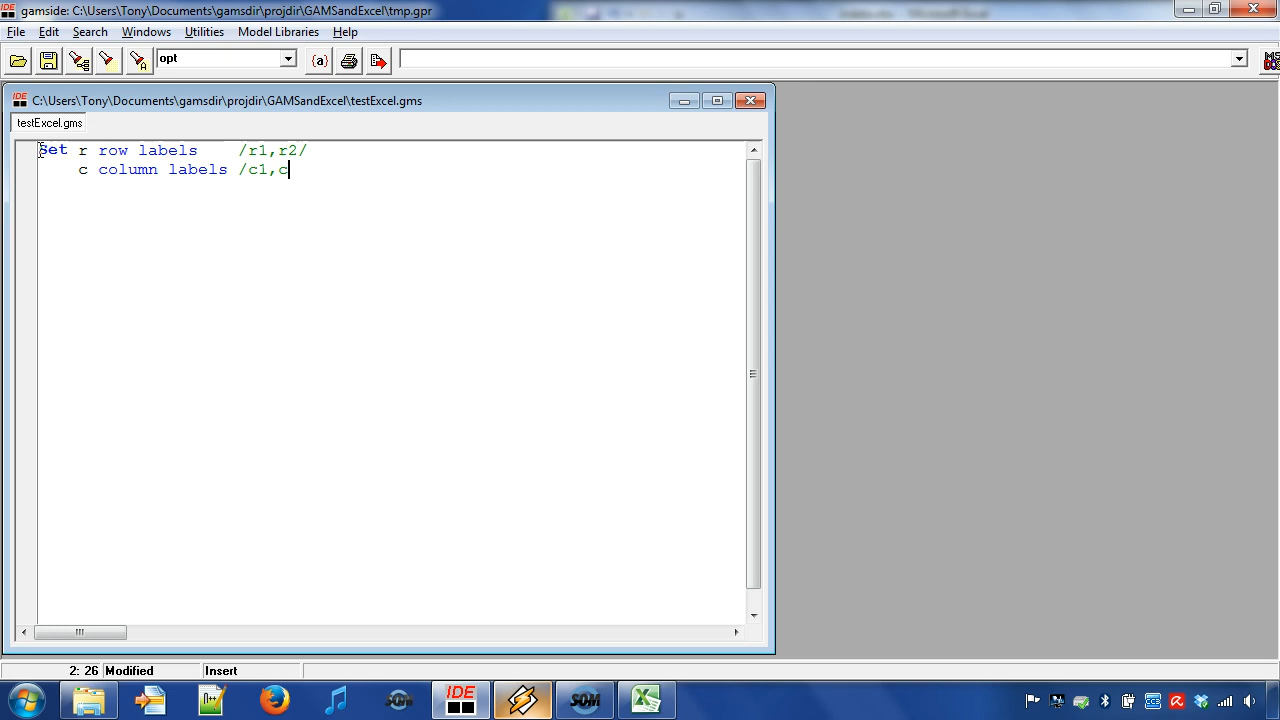 IDE gamside: C:\Users\Tony\Documents\gamsdir\projdir\GAMSandExcel\tmp.gpr
File Edit Search Windows Utilities Model Libraries Help
opt
{a}
IDE C:\Users\Tony\Documents\gamsdir\projdir\GAMSandExcel\testExcel.gms
testExcel.gms
Set r row labels    /r1,r2/
    c column labels /c1,c
2: 26 Modified Insert
IDE